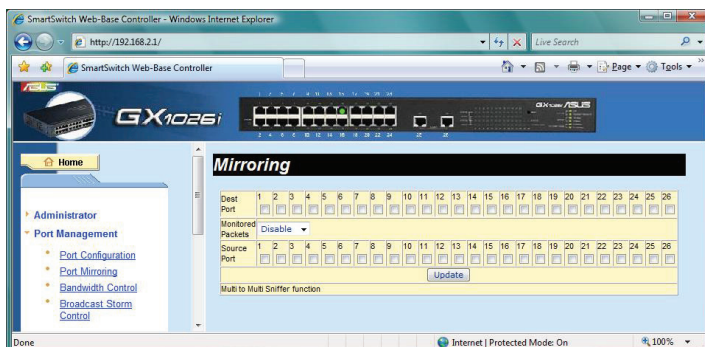 SmartSwitch Web-Base Controller - Windows Internet Explorer
http://192.168.2.1/
Live Search
SmartSwitch Web-Base Controller
Page
Tools
ASUS
GX1026i
GX1026i ASUS
Home
Administrator
Port Management
Port Configuration
Port Mirroring
Bandwidth Control
Broadcast Storm
Control
Mirroring
Dest Port 1 2 3 4 5 6 7 8 9 10 11 12 13 14 15 16 17 18 19 20 21 22 23 24 25 26
Monitored Packets Disable
Source Port 1 2 3 4 5 6 7 8 9 10 11 12 13 14 15 16 17 18 19 20 21 22 23 24 25 26
Update
Multi to Multi Sniffer function
Done
Internet | Protected Mode: On
100%